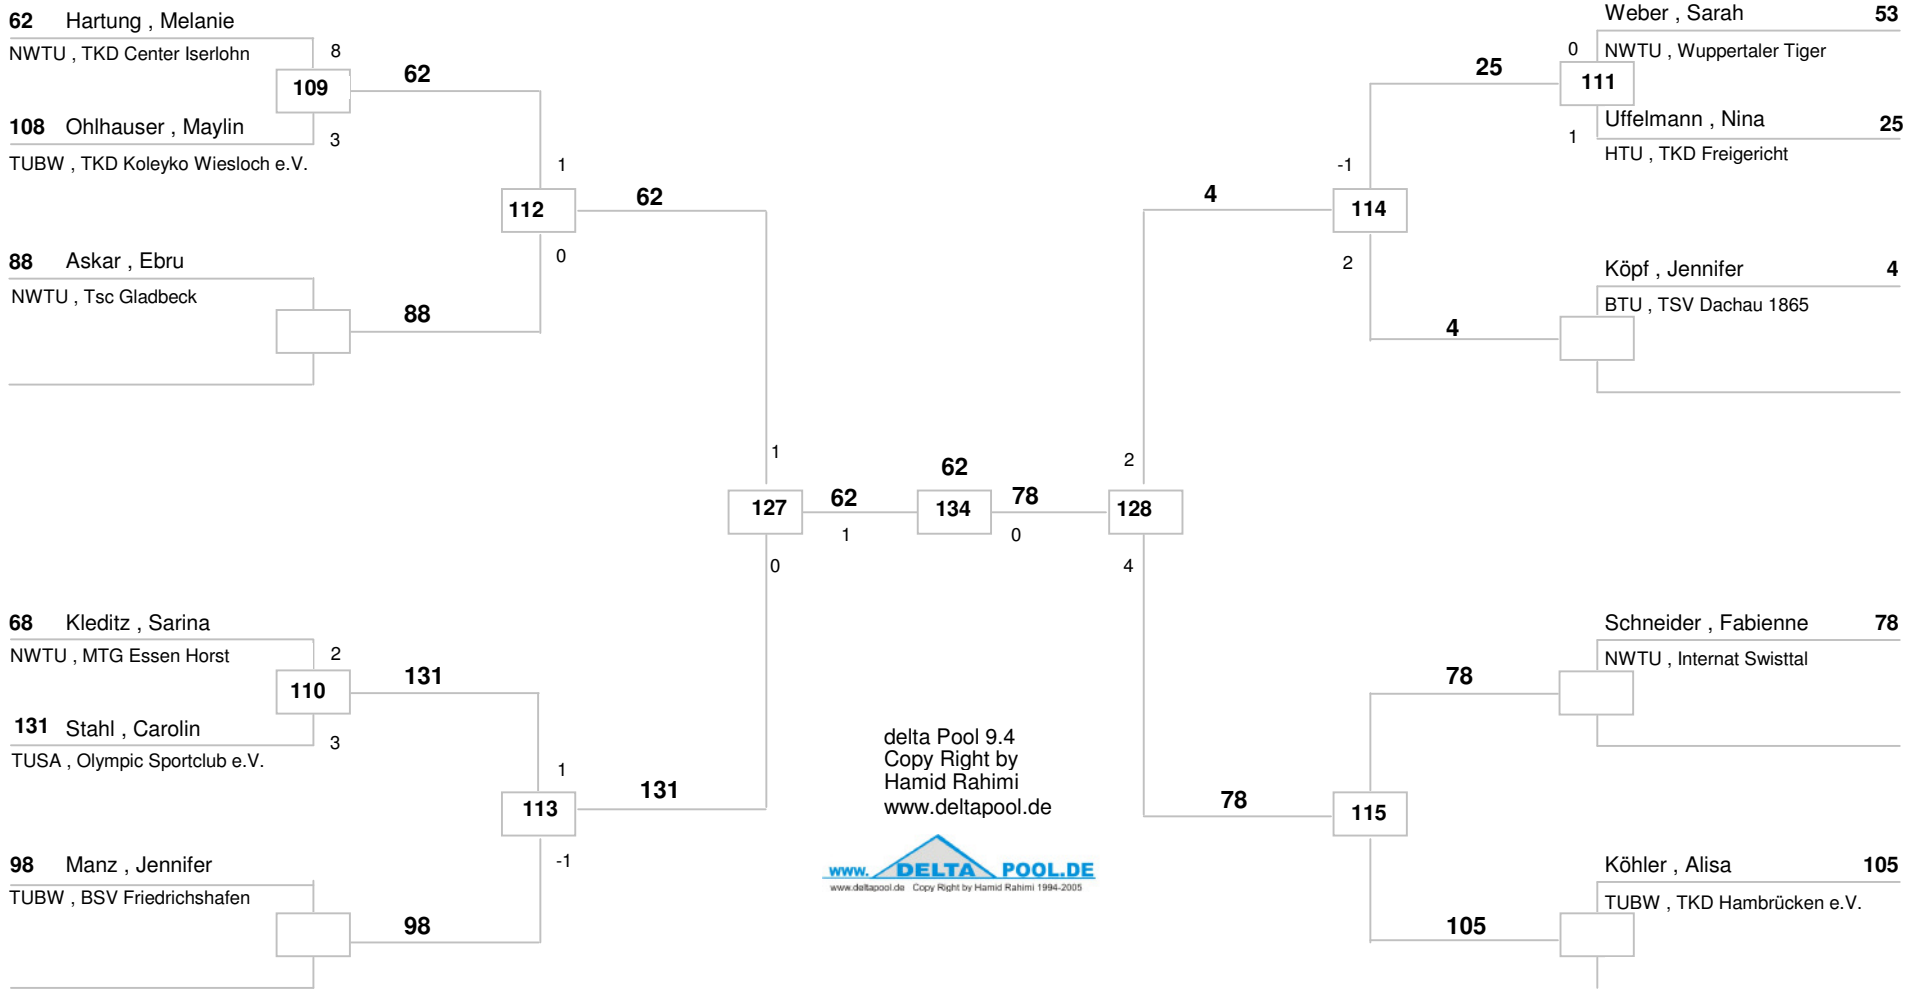 62 Hartung , Melanie
NWTU , TKD Center Iserlohn
8
109
62
108 Ohlhauser , Maylin
3
TUBW , TKD Koleyko Wiesloch e.V.
1
112
62
0
88 Askar , Ebru
NWTU , Tsc Gladbeck
88
1
127
62
1
0
68 Kleditz , Sarina
NWTU , MTG Essen Horst
2
110
131
131 Stahl , Carolin
3
TUSA , Olympic Sportclub e.V.
1
113
131
-1
98 Manz , Jennifer
TUBW , BSV Friedrichshafen
98
62
134
78
0
2
128
4
Weber , Sarah 53
0
NWTU , Wuppertaler Tiger
25
111
Uffelmann , Nina 25
1
HTU , TKD Freigericht
-1
4
114
2
Köpf , Jennifer 4
BTU , TSV Dachau 1865
4
Schneider , Fabienne 78
NWTU , Internat Swisttal
78
78
115
Köhler , Alisa 105
TUBW , TKD Hambrücken e.V.
105
delta Pool 9.4
Copy Right by
Hamid Rahimi
www.deltapool.de
www. DELTA POOL.DE
www.deltapool.de Copy Right by Hamid Rahimi 1994-2005